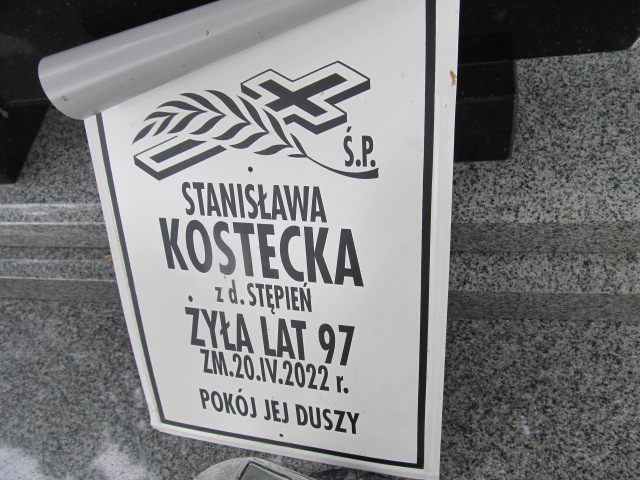 Ś.P.
STANISŁAWA
KOSTECKA
z d. STĘPIEŃ
ŻYŁA LAT 97
ZM.20.IV.2022 r.
POKÓJ JEJ DUSZY